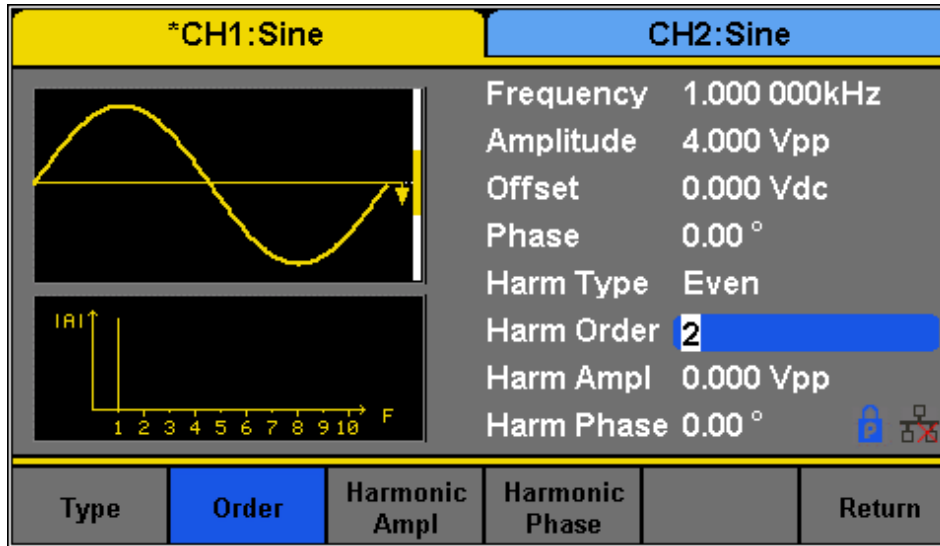 *CH1:Sine CH2:Sine
Frequency 1.000 000kHz
Amplitude 4.000 Vpp
Offset 0.000 Vdc
Phase 0.00 °
Harm Type Even
Harm Order 2
Harm Ampl 0.000 Vpp
Harm Phase 0.00 °
|A|
1 2 3 4 5 6 7 8 9 10 F
P
Type Order Harmonic Ampl Harmonic Phase Return